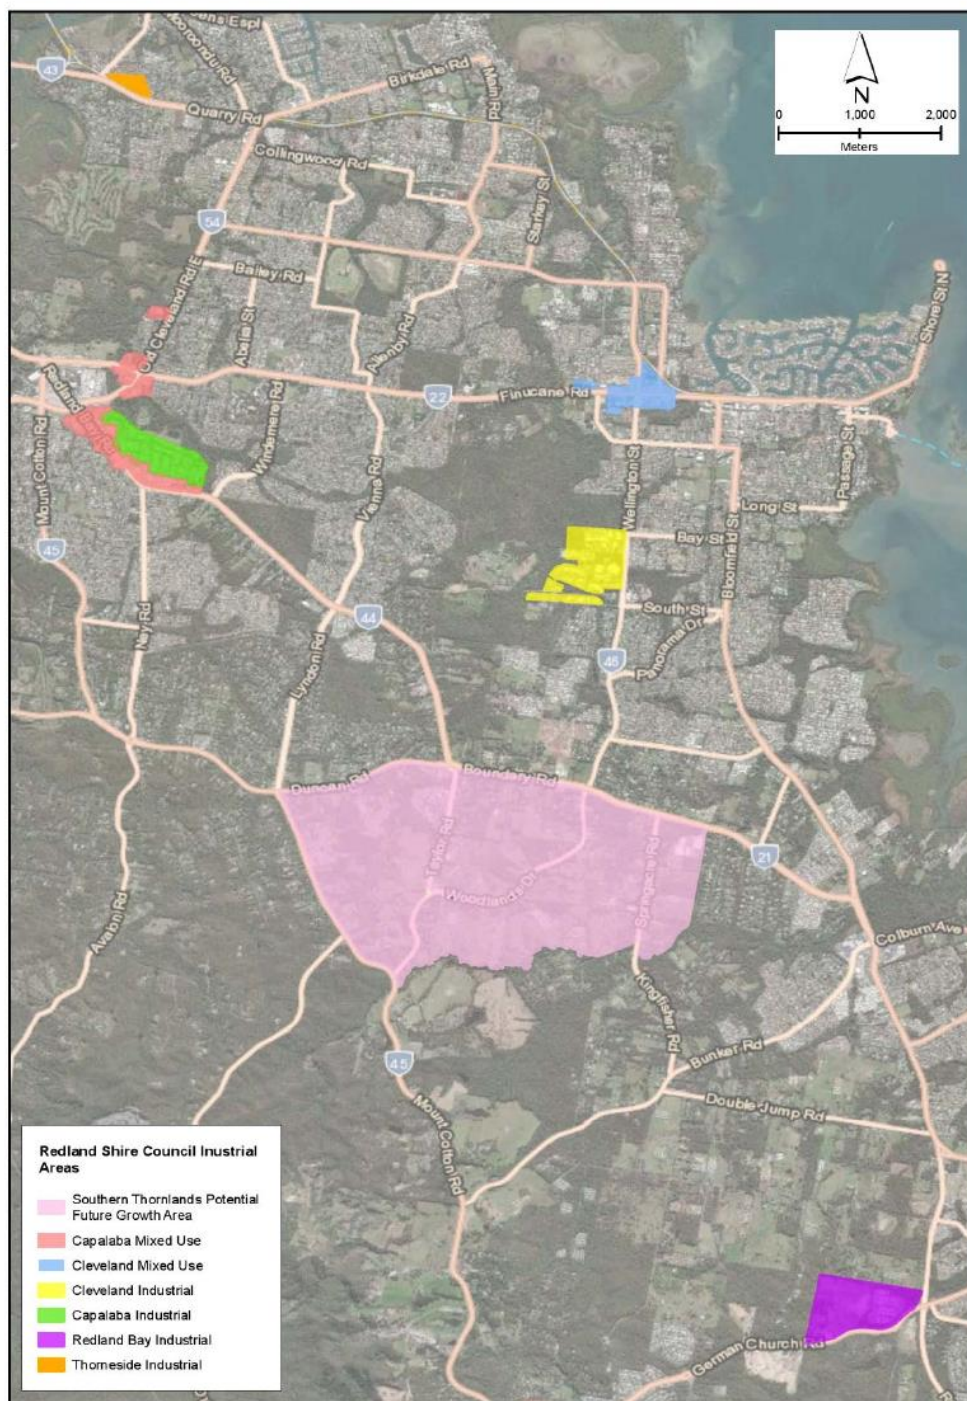 ens Espl
Mooroondu Rd
43
Birkdale Rd
Main Rd
Quarry Rd
N
0 1,000 2,000
Meters
Collingwood Rd
Starkey St
54
Bailey Rd
Old Cleveland Rd E
Abelia St
Allenby Rd
Shore St N
Redland Bay Rd
22
Finucane Rd
Windemere Rd
Mount Cotton Rd
Vienna Rd
Wellington St
Passage St
Long St
Bloomfield St
Bay St
45
South St
44
Ney Rd
Panorama Dr
46
Lyndon Rd
Duncan Rd
Boundary Rd
Taylor Rd
21
Woodlands Dr
Springacre Rd
Avalon Rd
Colburn Ave
Kingfisher Rd
Bunker Rd
45
Double Jump Rd
Mount Cotton Rd
German Church Rd
Redland Shire Council Inustrial
Areas
Southern Thornlands Potential
Future Growth Area
Capalaba Mixed Use
Cleveland Mixed Use
Cleveland Industrial
Capalaba Industrial
Redland Bay Industrial
Thorneside Industrial